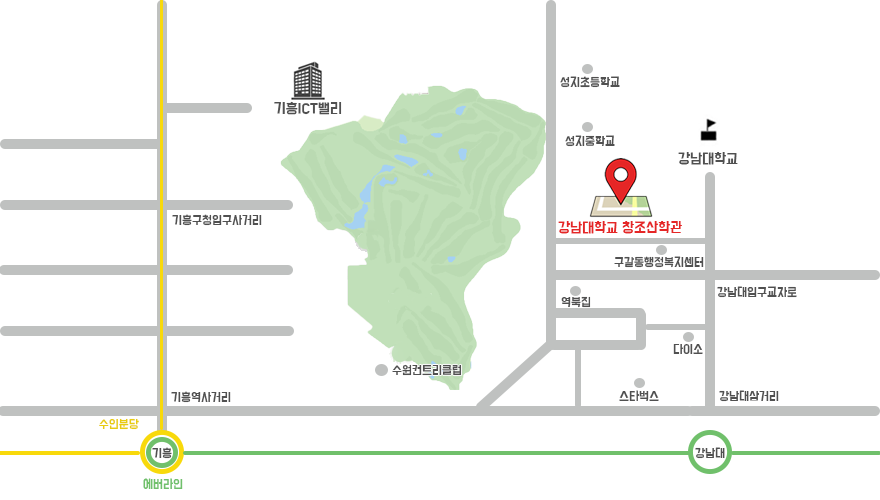 성지초등학교
기흥ICT밸리
성지중학교
강남대학교
기흥구청입구사거리
강남대학교 창조산학관
구갈동행정복지센터
강남대입구교차로
역북집
다이소
수원컨트리클럽
기흥역사거리
스타벅스
강남대삼거리
수인분당
기흥
강남대
에버라인